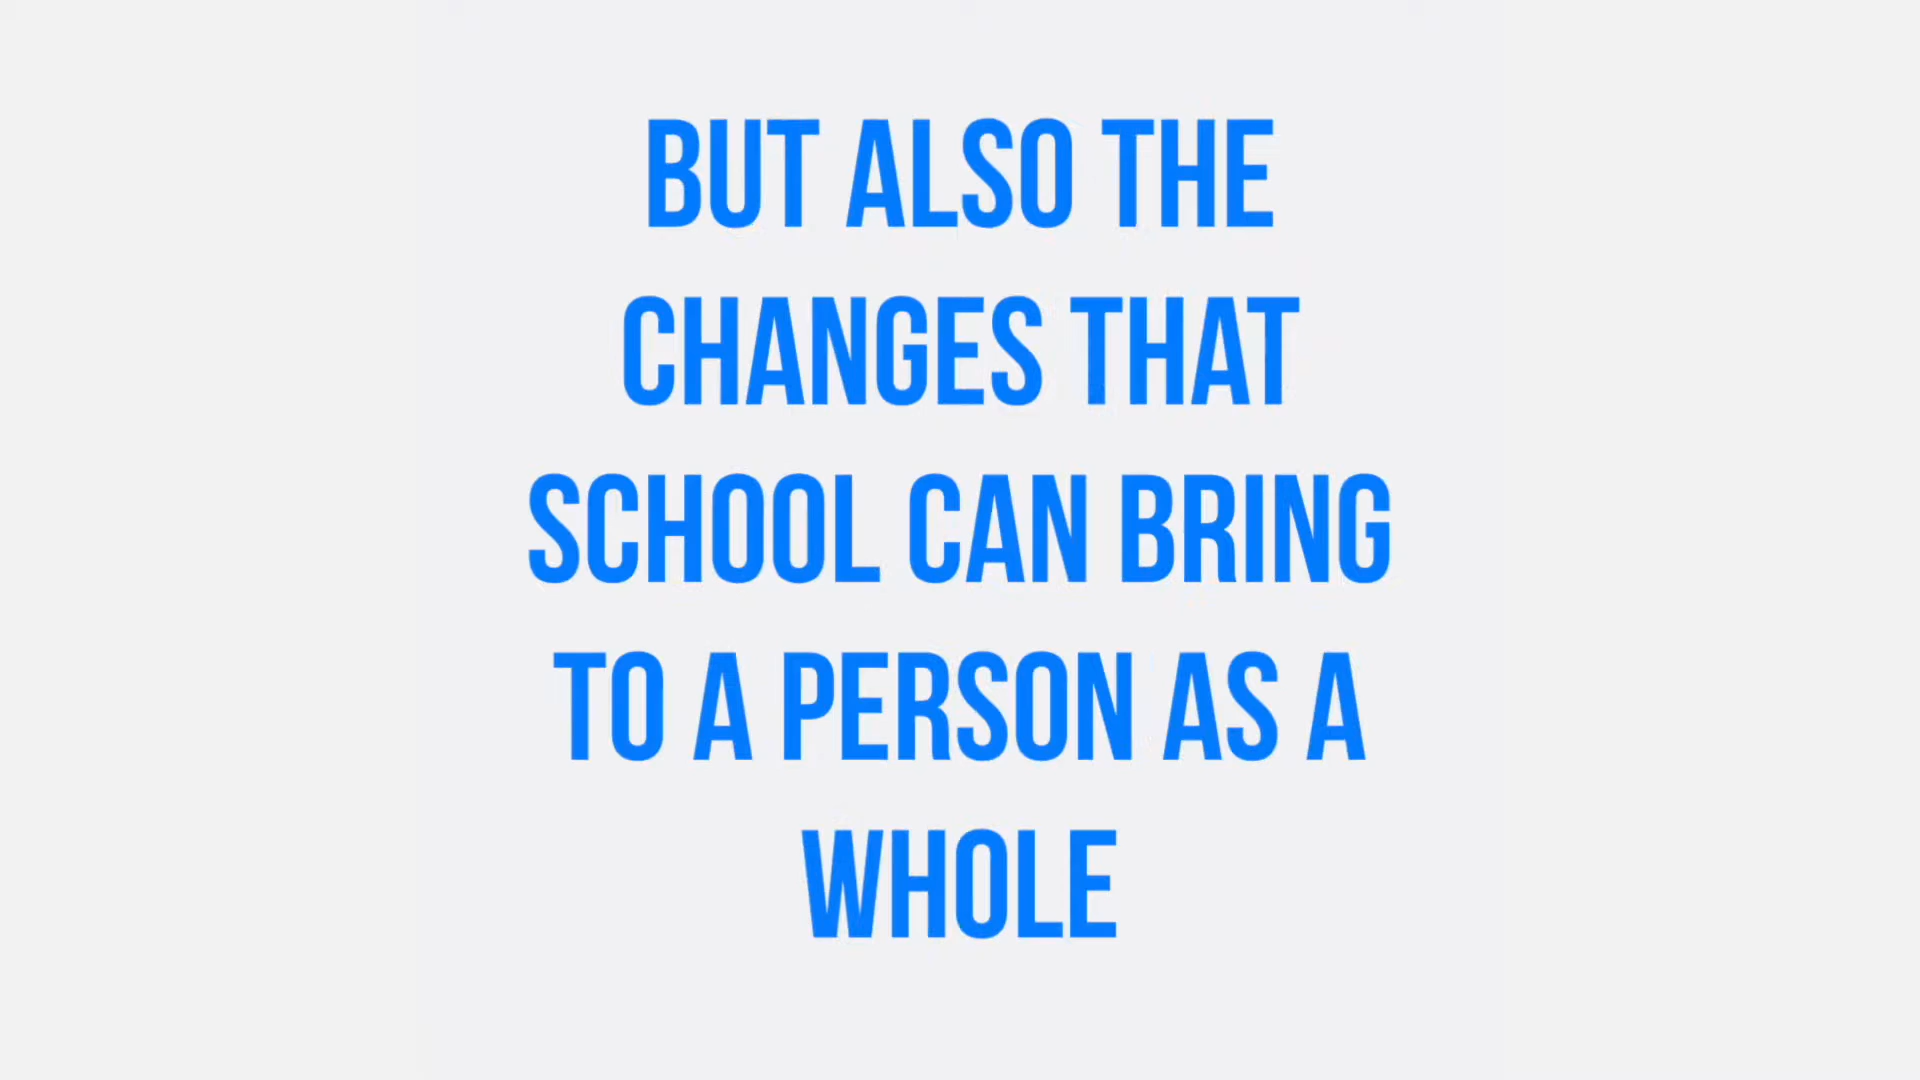 BUT ALSO THE
CHANGES THAT
SCHOOL CAN BRING
TO A PERSON AS A
WHOLE